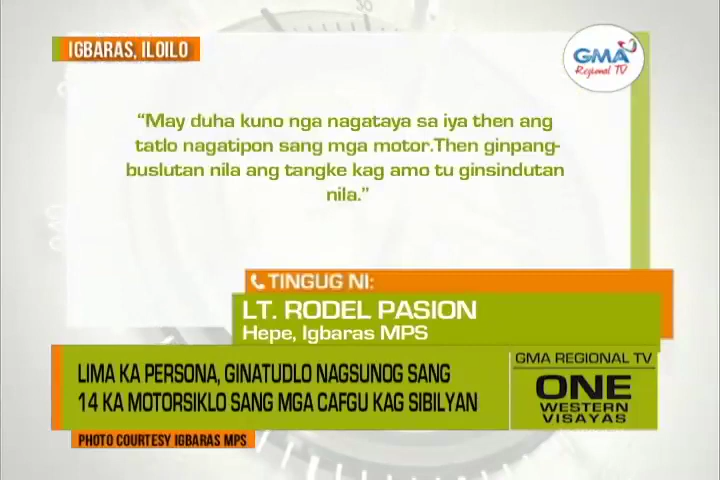 IGBARAS, ILOILO
GMA
Regional TV
“May duha kuno nga nagataya sa iya then ang
tatlo nagatipon sang mga motor.Then ginpang-
buslutan nila ang tangke kag amo tu ginsindutan
nila.”
TINGUG NI:
LT. RODEL PASION
Hepe, Igbaras MPS
LIMA KA PERSONA, GINATUDLO NAGSUNOG SANG
14 KA MOTORSIKLO SANG MGA CAFGU KAG SIBILYAN
GMA REGIONAL TV
ONE
WESTERN
VISAYAS
PHOTO COURTESY IGBARAS MPS